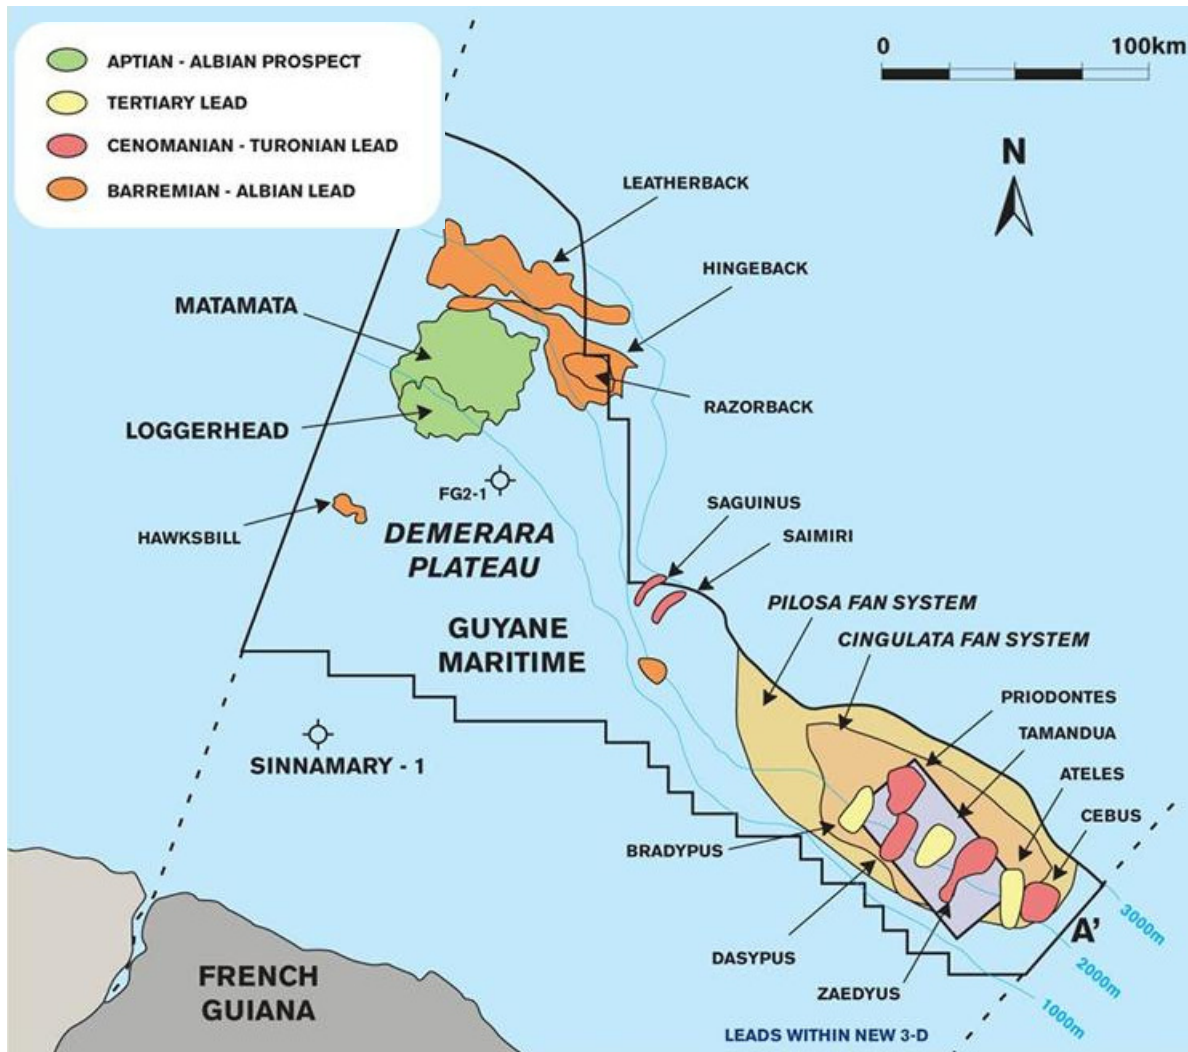 0 100km
APTIAN - ALBIAN PROSPECT
TERTIARY LEAD
CENOMANIAN - TURONIAN LEAD
BARREMIAN - ALBIAN LEAD
N
LEATHERBACK
HINGEBACK
MATAMATA
RAZORBACK
LOGGERHEAD
FG2-1
HAWKSBILL
DEMERARA
PLATEAU
SAGUINUS
SAIMIRI
PILOSA FAN SYSTEM
GUYANE
MARITIME
CINGULATA FAN SYSTEM
PRIODONTES
TAMANDUA
SINNAMARY - 1
ATELES
CEBUS
BRADYPUS
3000m
A'
DASYPUS
2000m
FRENCH
GUIANA
ZAEDYUS
1000m
LEADS WITHIN NEW 3-D